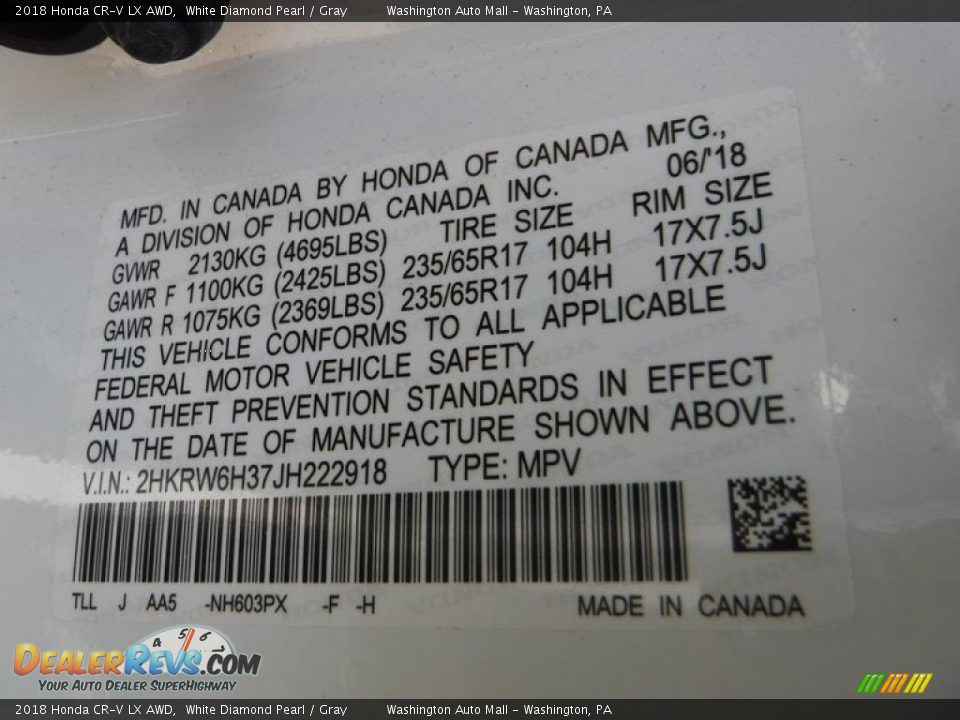 2018 Honda CR-V LX AWD, White Diamond Pearl / Gray Washington Auto Mall - Washington, PA
MFD. IN CANADA BY HONDA OF CANADA MFG.,
A DIVISION OF HONDA CANADA INC. 06/'18
GVWR 2130KG (4695LBS) TIRE SIZE RIM SIZE
GAWR F 1100KG (2425LBS) 235/65R17 104H 17X7.5J
GAWR R 1075KG (2369LBS) 235/65R17 104H 17X7.5J
THIS VEHICLE CONFORMS TO ALL APPLICABLE
FEDERAL MOTOR VEHICLE SAFETY
AND THEFT PREVENTION STANDARDS IN EFFECT
ON THE DATE OF MANUFACTURE SHOWN ABOVE.
V.I.N.: 2HKRW6H37JH222918 TYPE: MPV
TLL J AA5 -NH603PX -F -H MADE IN CANADA
4 5 6
DEALERREVS.COM
YOUR AUTO DEALER SUPERHIGHWAY
2018 Honda CR-V LX AWD, White Diamond Pearl / Gray Washington Auto Mall - Washington, PA